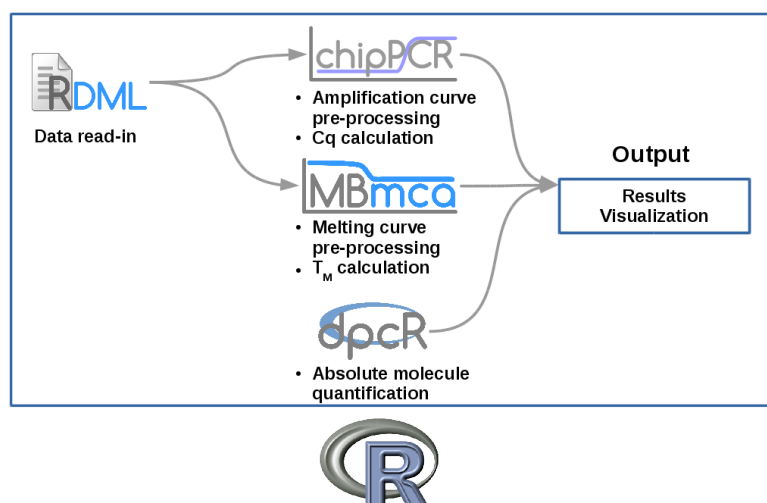 RDML
Data read-in
chipPCR
• Amplification curve
pre-processing
• Cq calculation
MBmca
• Melting curve
pre-processing
• TM calculation
dpcR
• Absolute molecule
quantification
Output
Results
Visualization
R